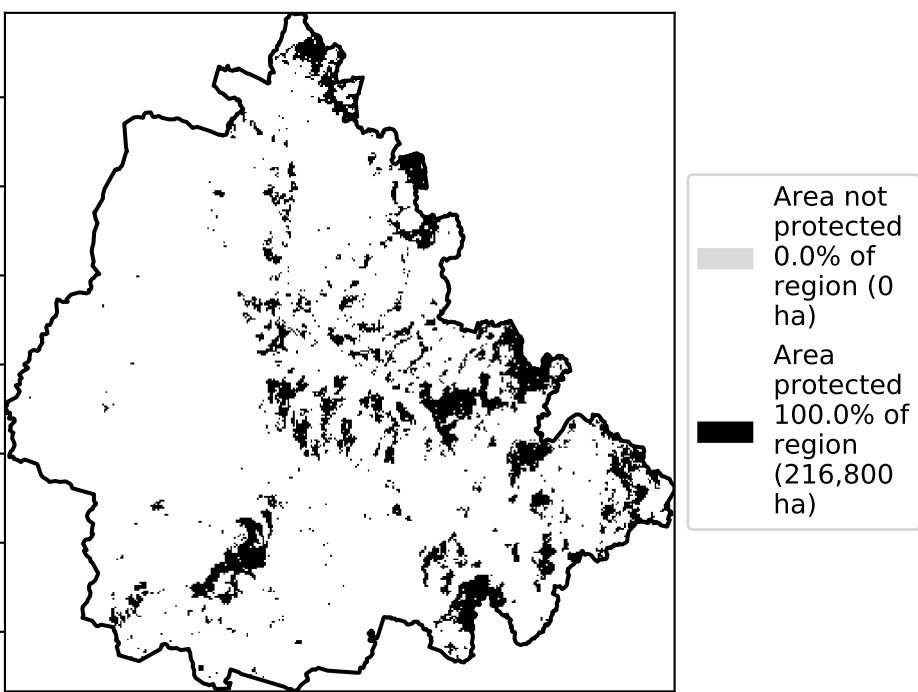 Area not
protected
0.0% of
region (0
ha)
Area
protected
100.0% of
region
(216,800
ha)